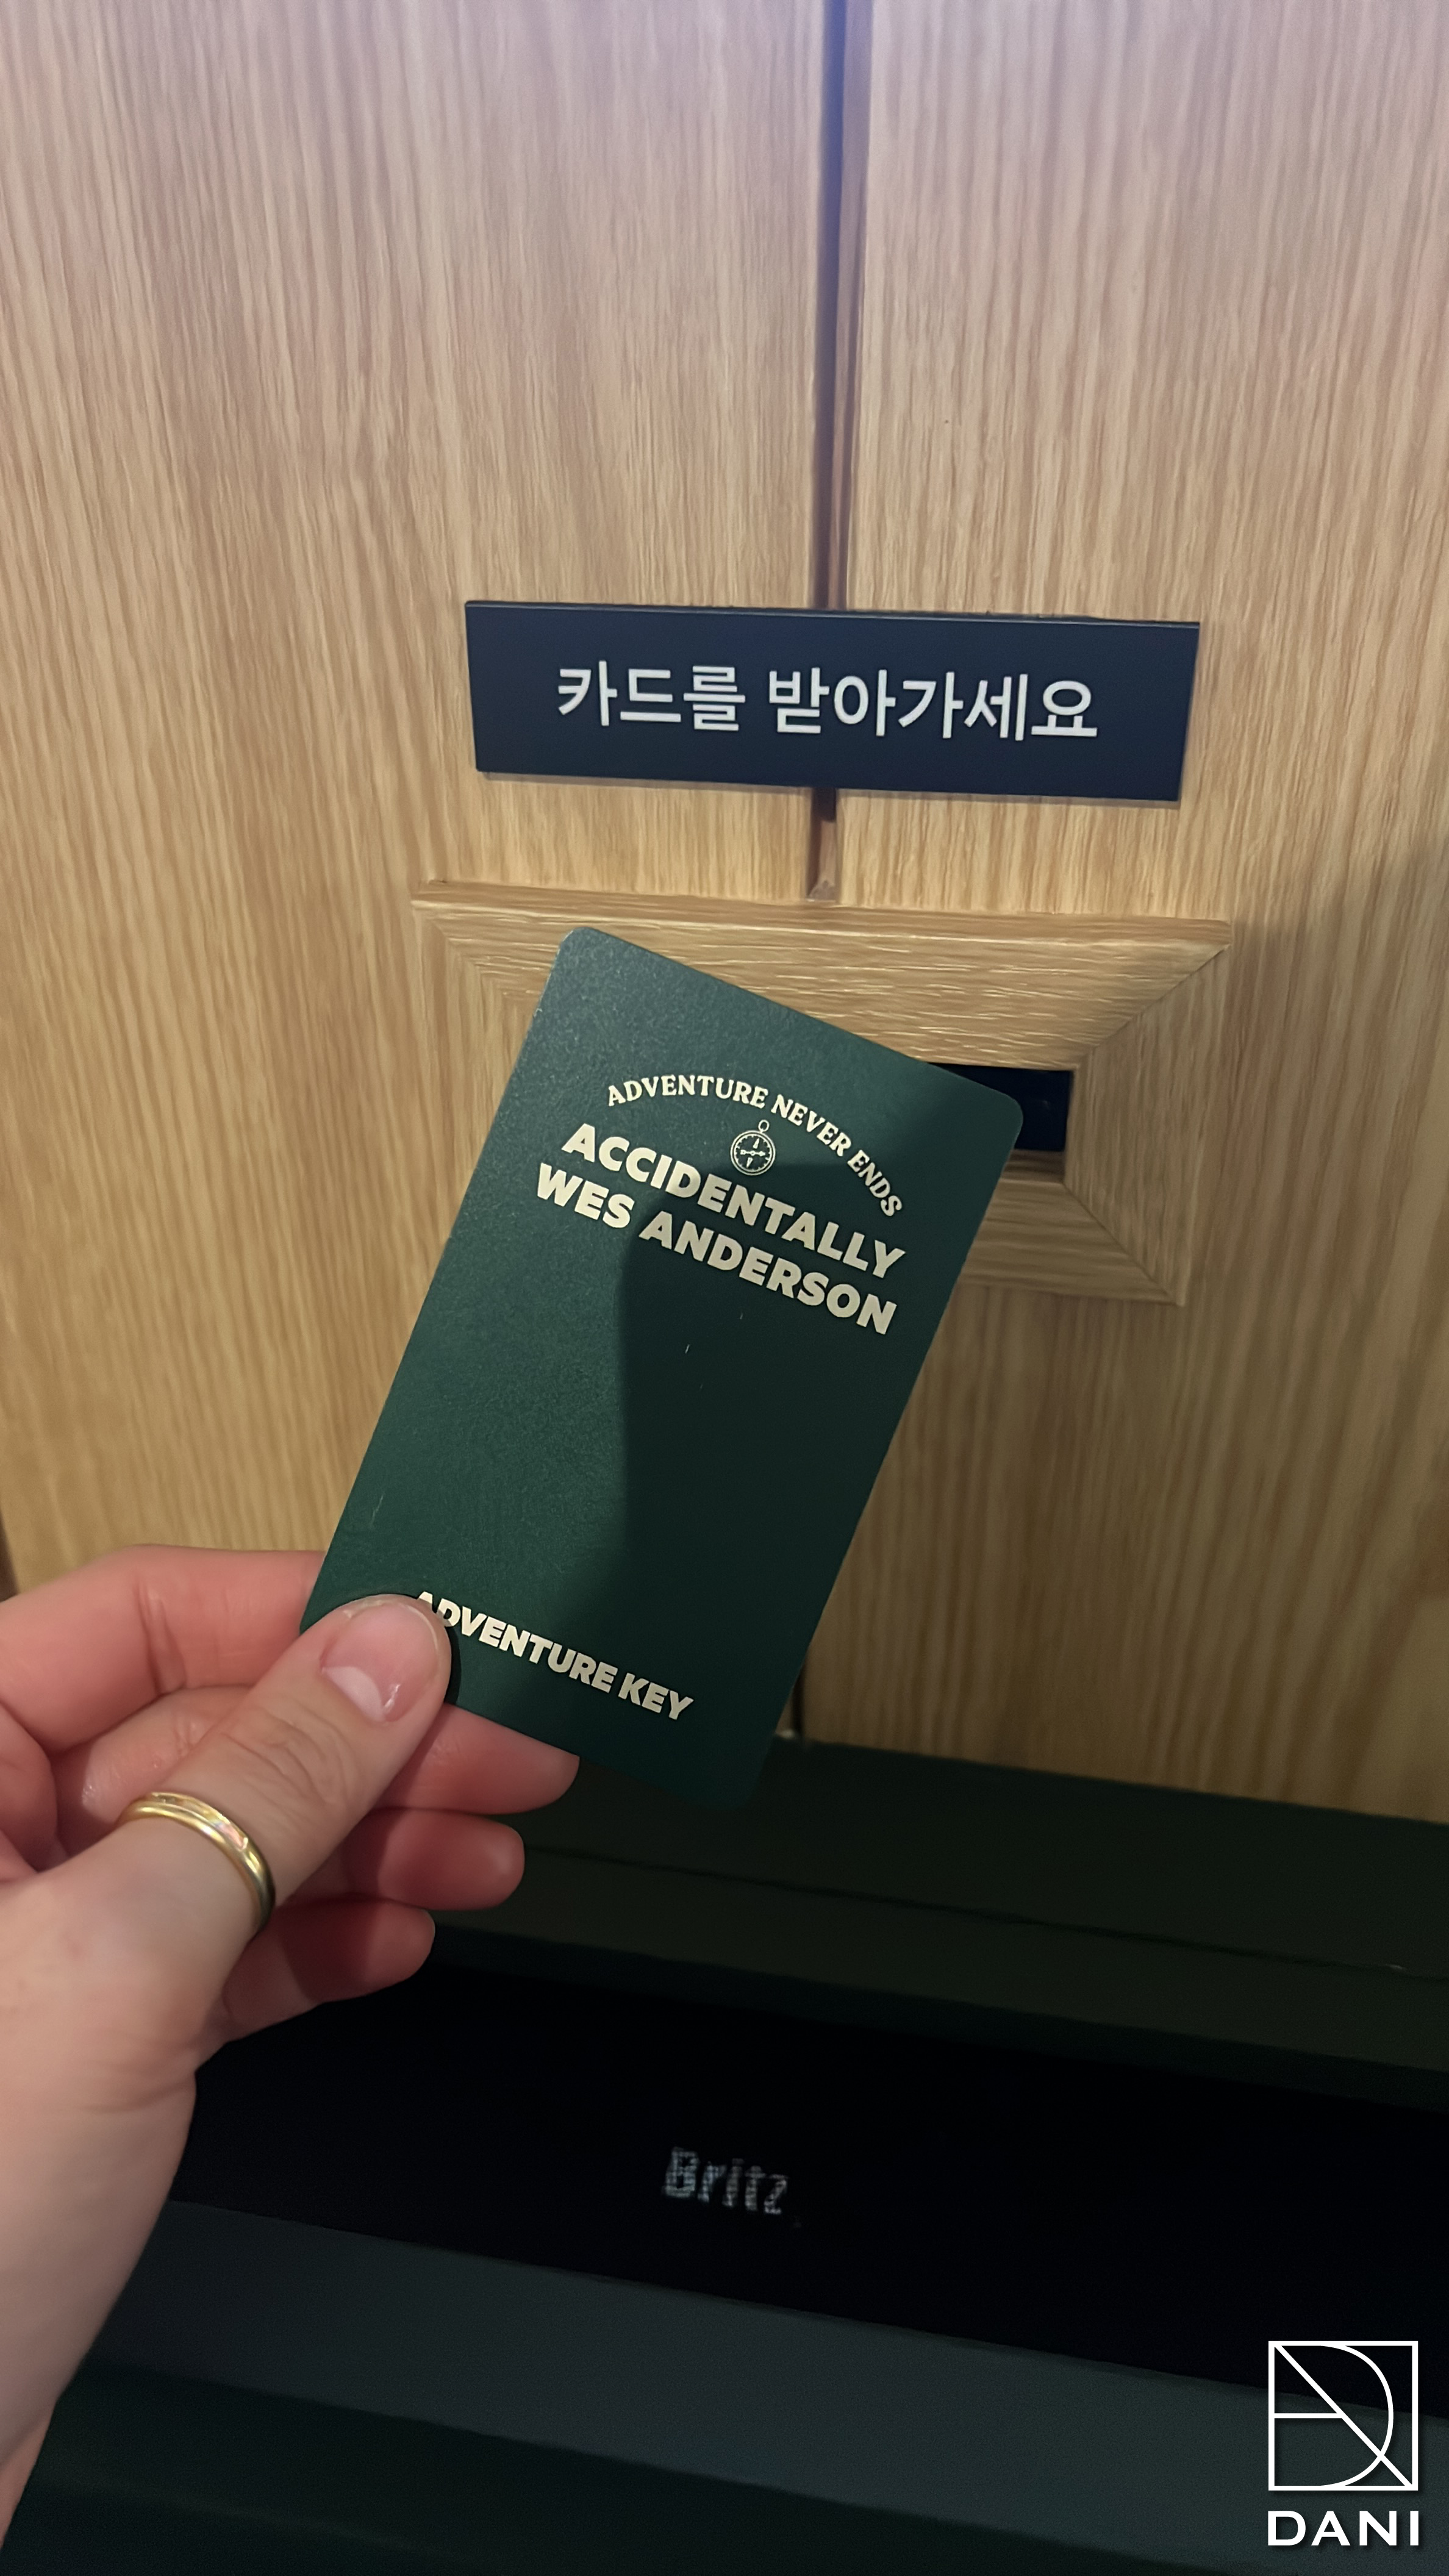 카드를 받아가세요
ADVENTURE NEVER ENDS
ACCIDENTALLY
WES ANDERSON
ADVENTURE KEY
Britz
DANI